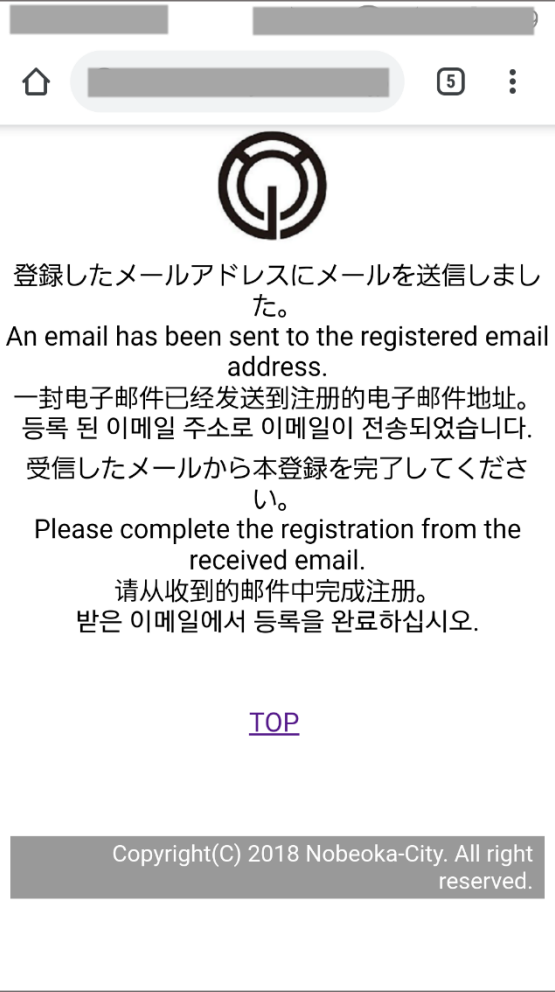 5
登録したメールアドレスにメールを送信しまし
た。
An email has been sent to the registered email
address.
一封电子邮件已经发送到注册的电子邮件地址。
등록 된 이메일 주소로 이메일이 전송되었습니다.
受信したメールから本登録を完了してくださ
い。
Please complete the registration from the
received email.
请从收到的邮件中完成注册。
받은 이메일에서 등록을 완료하십시오.
TOP
Copyright(C) 2018 Nobeoka-City. All right
reserved.